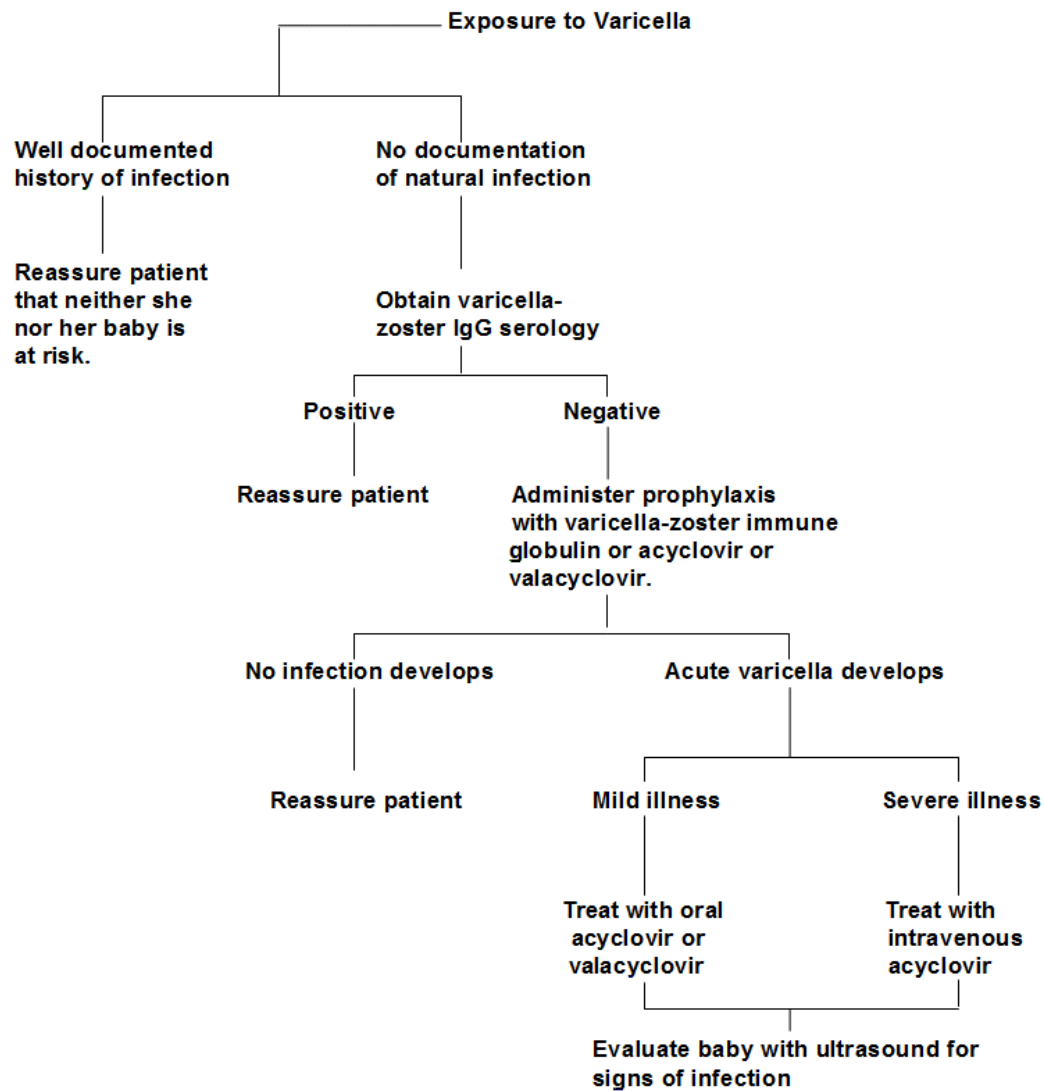 Exposure to Varicella
Well documented
history of infection
No documentation
of natural infection
Reassure patient
that neither she
nor her baby is
at risk.
Obtain varicella-
zoster IgG serology
Positive
Negative
Reassure patient
Administer prophylaxis
with varicella-zoster immune
globulin or acyclovir or
valacyclovir.
No infection develops
Acute varicella develops
Reassure patient
Mild illness
Severe illness
Treat with oral
acyclovir or
valacyclovir
Treat with
intravenous
acyclovir
Evaluate baby with ultrasound for
signs of infection